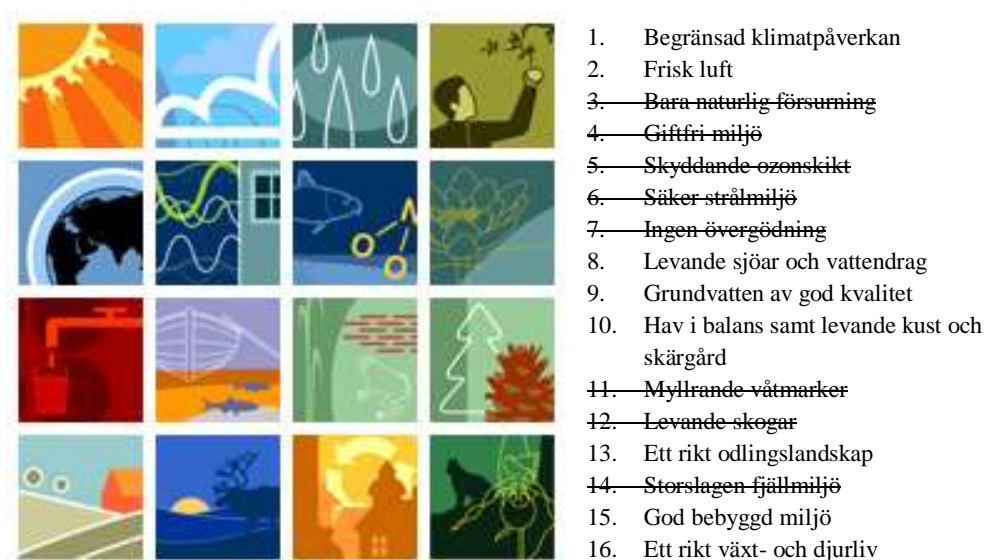 1. Begränsad klimatpåverkan
2. Frisk luft
3. Bara naturlig försurning
4. Giftfri miljö
5. Skyddande ozonskikt
6. Säker strålmiljö
7. Ingen övergödning
8. Levande sjöar och vattendrag
9. Grundvatten av god kvalitet
10. Hav i balans samt levande kust och
skärgård
11. Myllrande våtmarker
12. Levande skogar
13. Ett rikt odlingslandskap
14. Storslagen fjällmiljö
15. God bebyggd miljö
16. Ett rikt växt- och djurliv